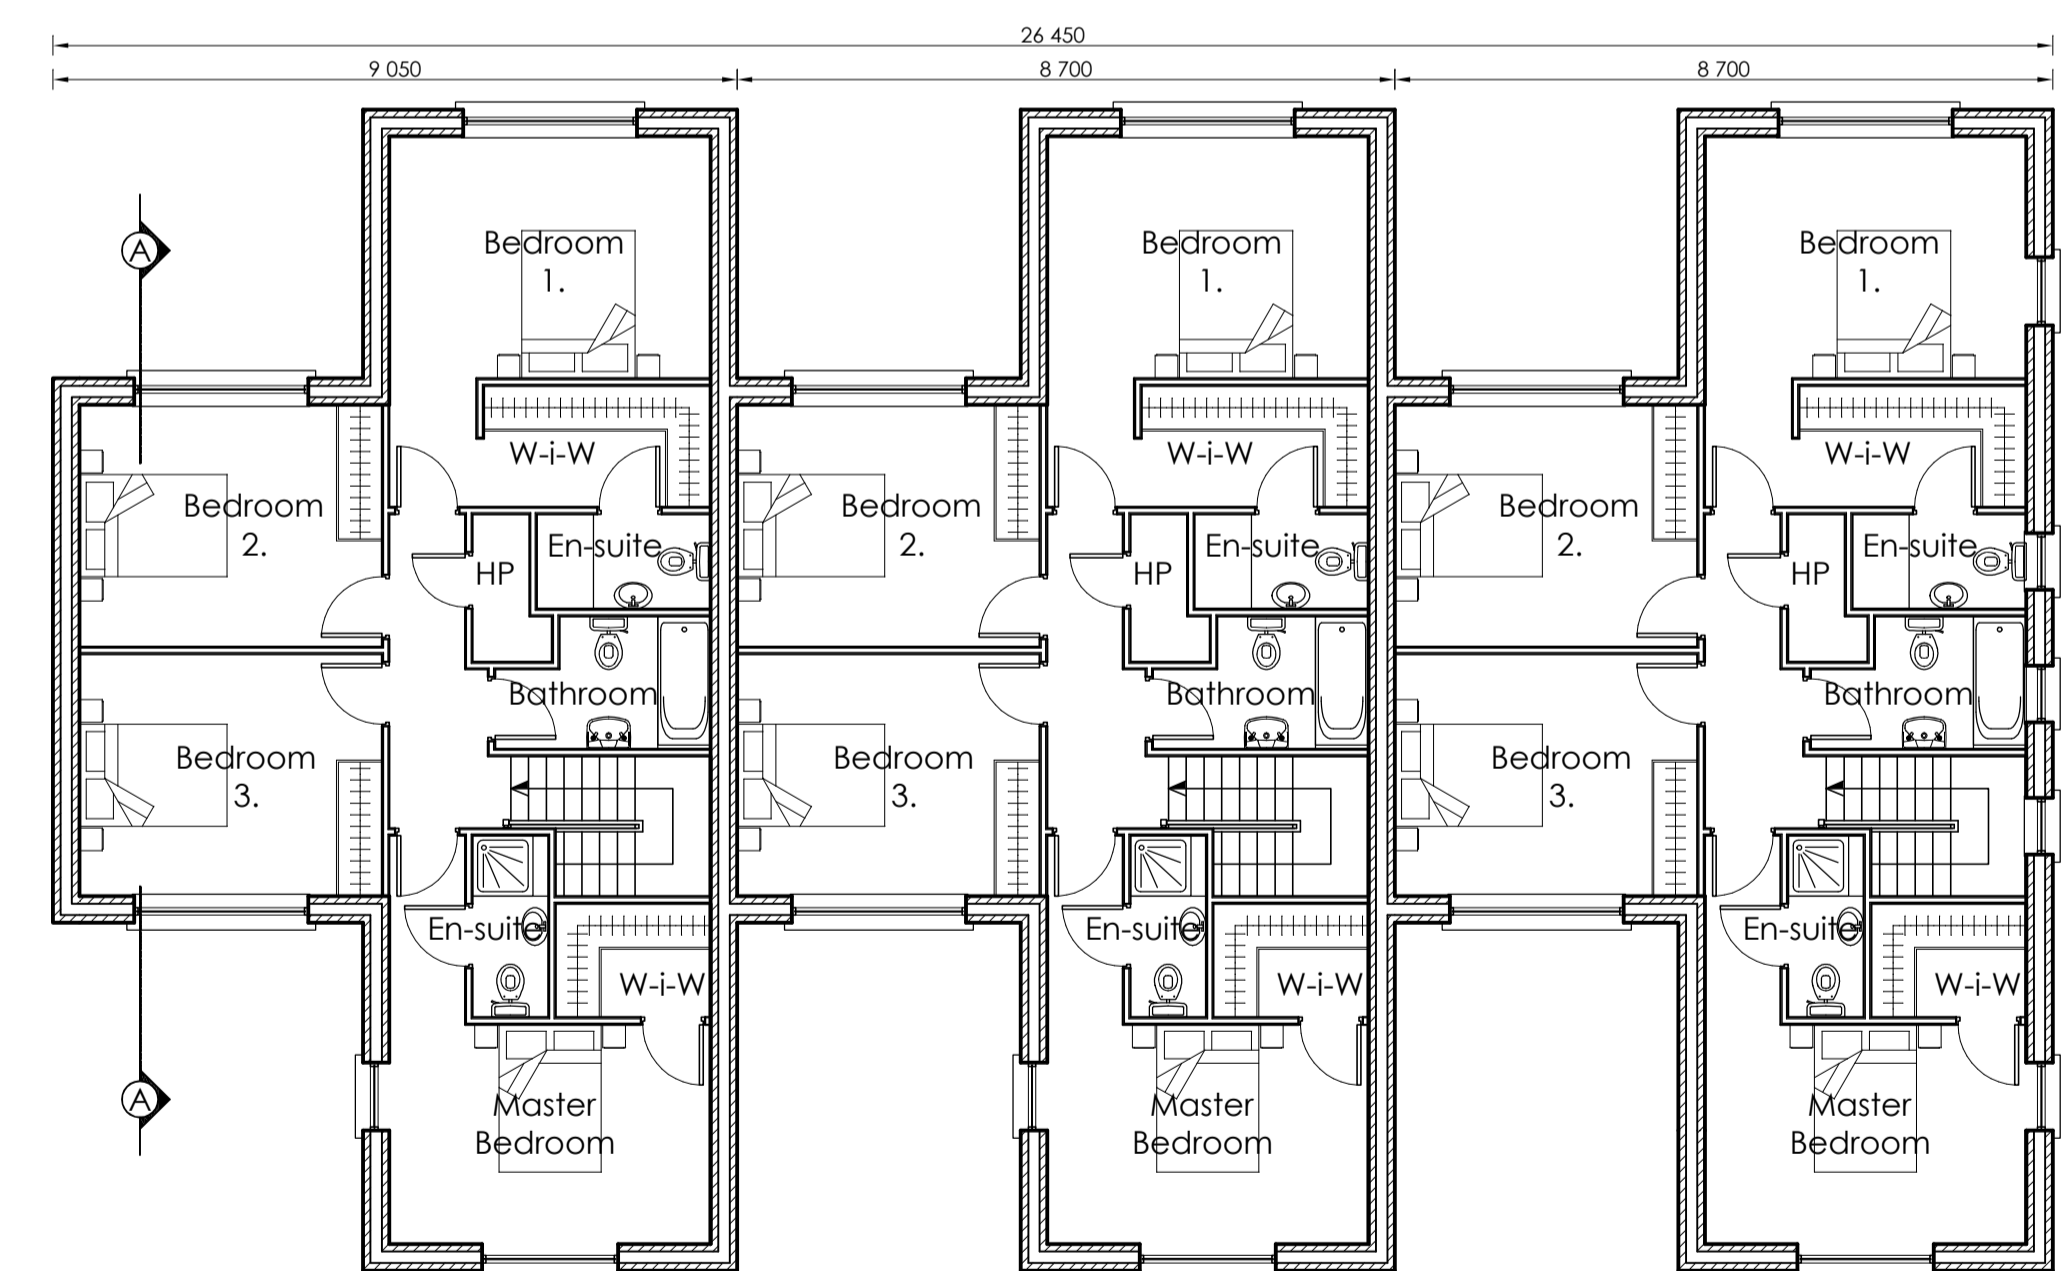 26 450
9 050
8 700
8 700
A
Bedroom
1.
Bedroom
1.
Bedroom
1.
W-i-W
W-i-W
W-i-W
Bedroom
2.
Bedroom
2.
Bedroom
2.
En-suite
En-suite
En-suite
HP
HP
HP
Bathroom
Bathroom
Bathroom
Bedroom
3.
Bedroom
3.
Bedroom
3.
En-suite
En-suite
En-suite
W-i-W
W-i-W
W-i-W
A
Master
Bedroom
Master
Bedroom
Master
Bedroom